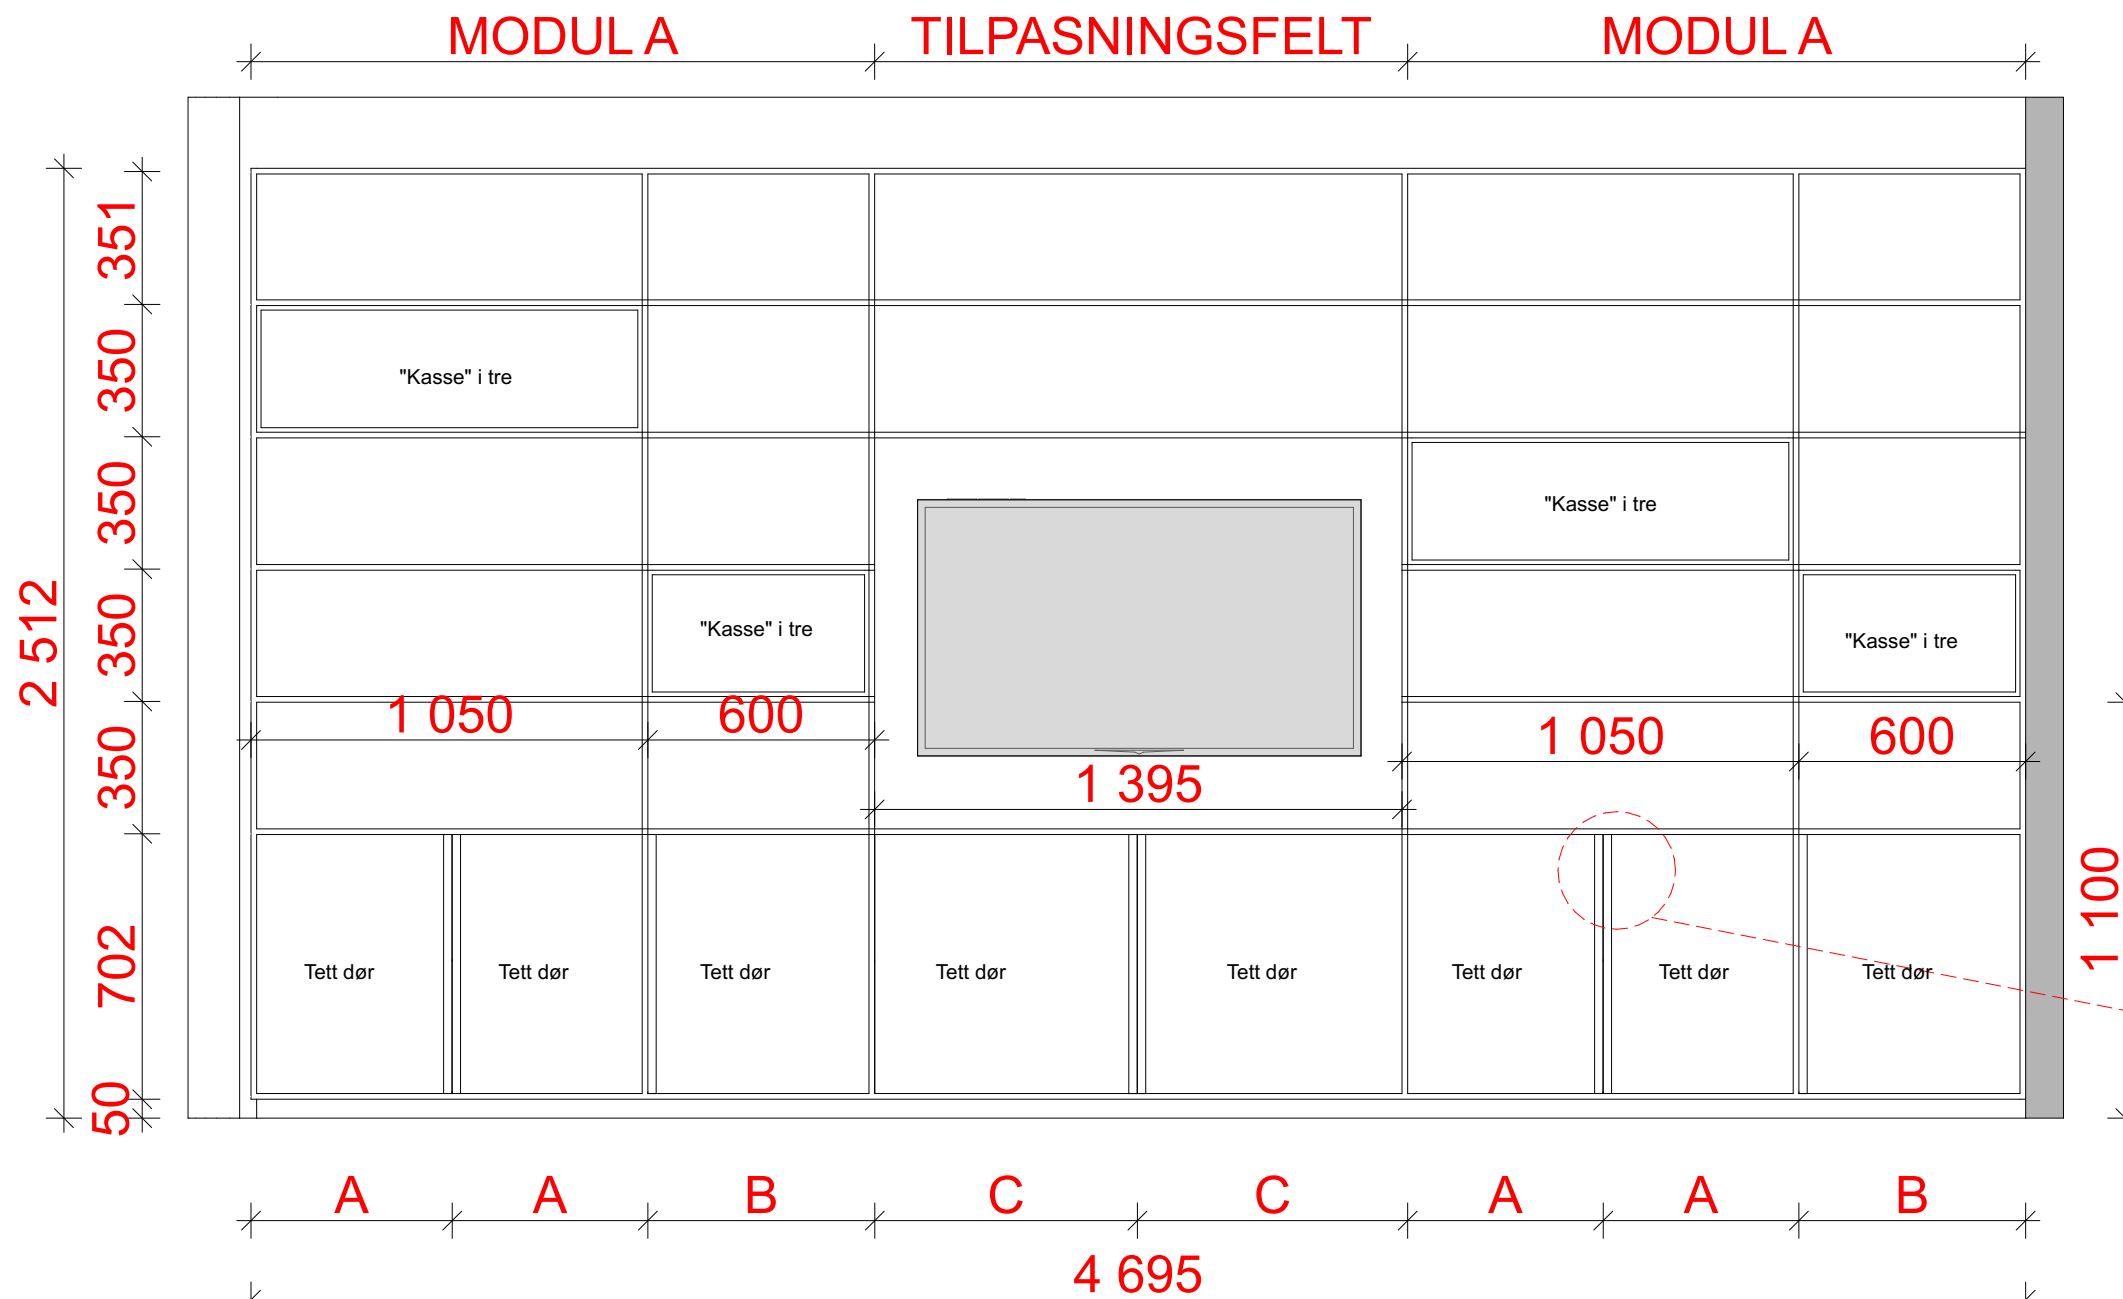 MODUL A
TILPASNINGSFELT
MODUL A
351
350
350
350
350
702
50
2 512
"Kasse" i tre
"Kasse" i tre
"Kasse" i tre
"Kasse" i tre
1 050
600
1 395
1 050
600
1 100
Tett dør
Tett dør
Tett dør
Tett dør
Tett dør
Tett dør
Tett dør
Tett dør
A
A
B
C
C
A
A
B
4 695